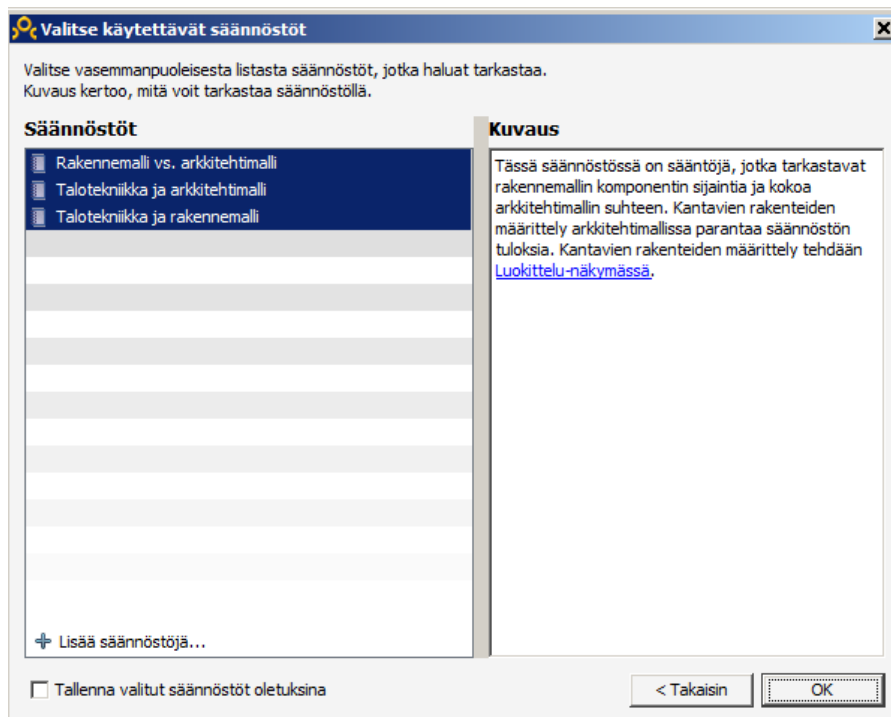 Valitse käytettävät säännöstöt
Valitse vasemmanpuoleisesta listasta säännöstöt, jotka haluat tarkastaa.
Kuvaus kertoo, mitä voit tarkastaa säännöstöllä.
Säännöstöt
Rakennemalli vs. arkkitehtimalli
Talotekniikka ja arkkitehtimalli
Talotekniikka ja rakennemalli
Lisää säännöstöjä...
Kuvaus
Tässä säännöstössä on sääntöjä, jotka tarkastavat
rakennemallin komponentin sijaintia ja kokoa
arkkitehtimallin suhteen. Kantavien rakenteiden
määrittely arkkitehtimallissa parantaa säännöstön
tuloksia. Kantavien rakenteiden määrittely tehdään
Luokittelu-näkymässä.
Tallenna valitut säännöstöt oletuksina
< Takaisin
OK